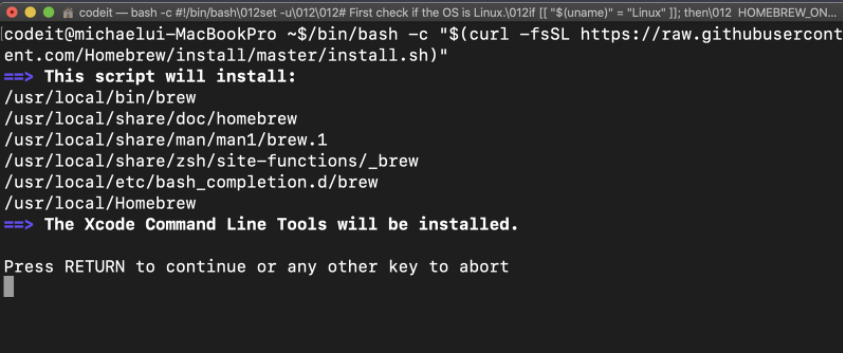 codeit — bash -c #!/bin/bash\012set -u\012\012# First check if the OS is Linux.\012if [[ "$(uname)" = "Linux" ]]; then\012  HOMEBREW_ON...
codeit@michaelui-MacBookPro ~$/bin/bash -c "$(curl -fsSL https://raw.githubusercont
ent.com/Homebrew/install/master/install.sh)"
==> This script will install:
/usr/local/bin/brew
/usr/local/share/doc/homebrew
/usr/local/share/man/man1/brew.1
/usr/local/share/zsh/site-functions/_brew
/usr/local/etc/bash_completion.d/brew
/usr/local/Homebrew
==> The Xcode Command Line Tools will be installed.
Press RETURN to continue or any other key to abort